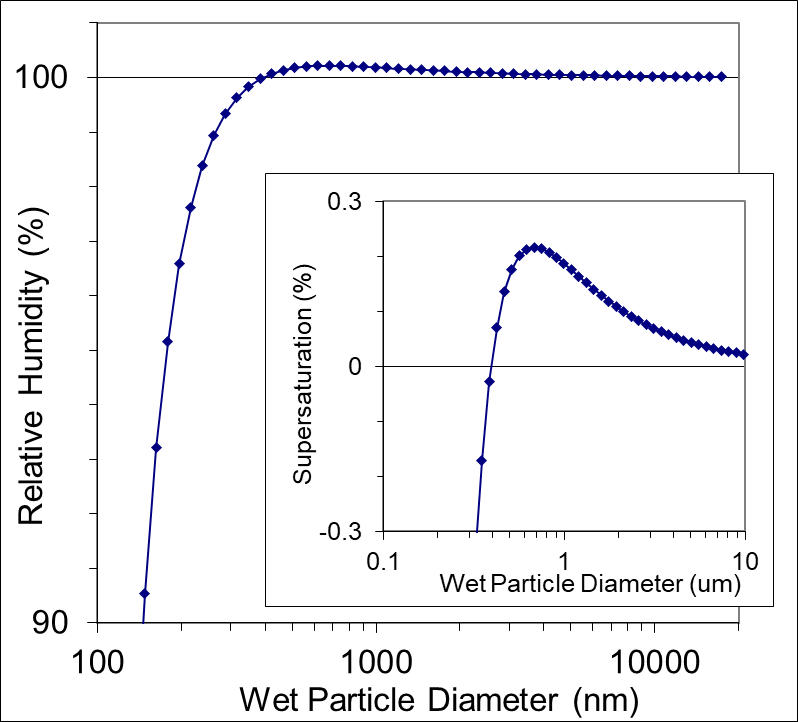 100
Relative Humidity (%)
90
100
1000
10000
Wet Particle Diameter (nm)
0.3
Supersaturation (%)
0
-0.3
0.1
1
10
Wet Particle Diameter (um)